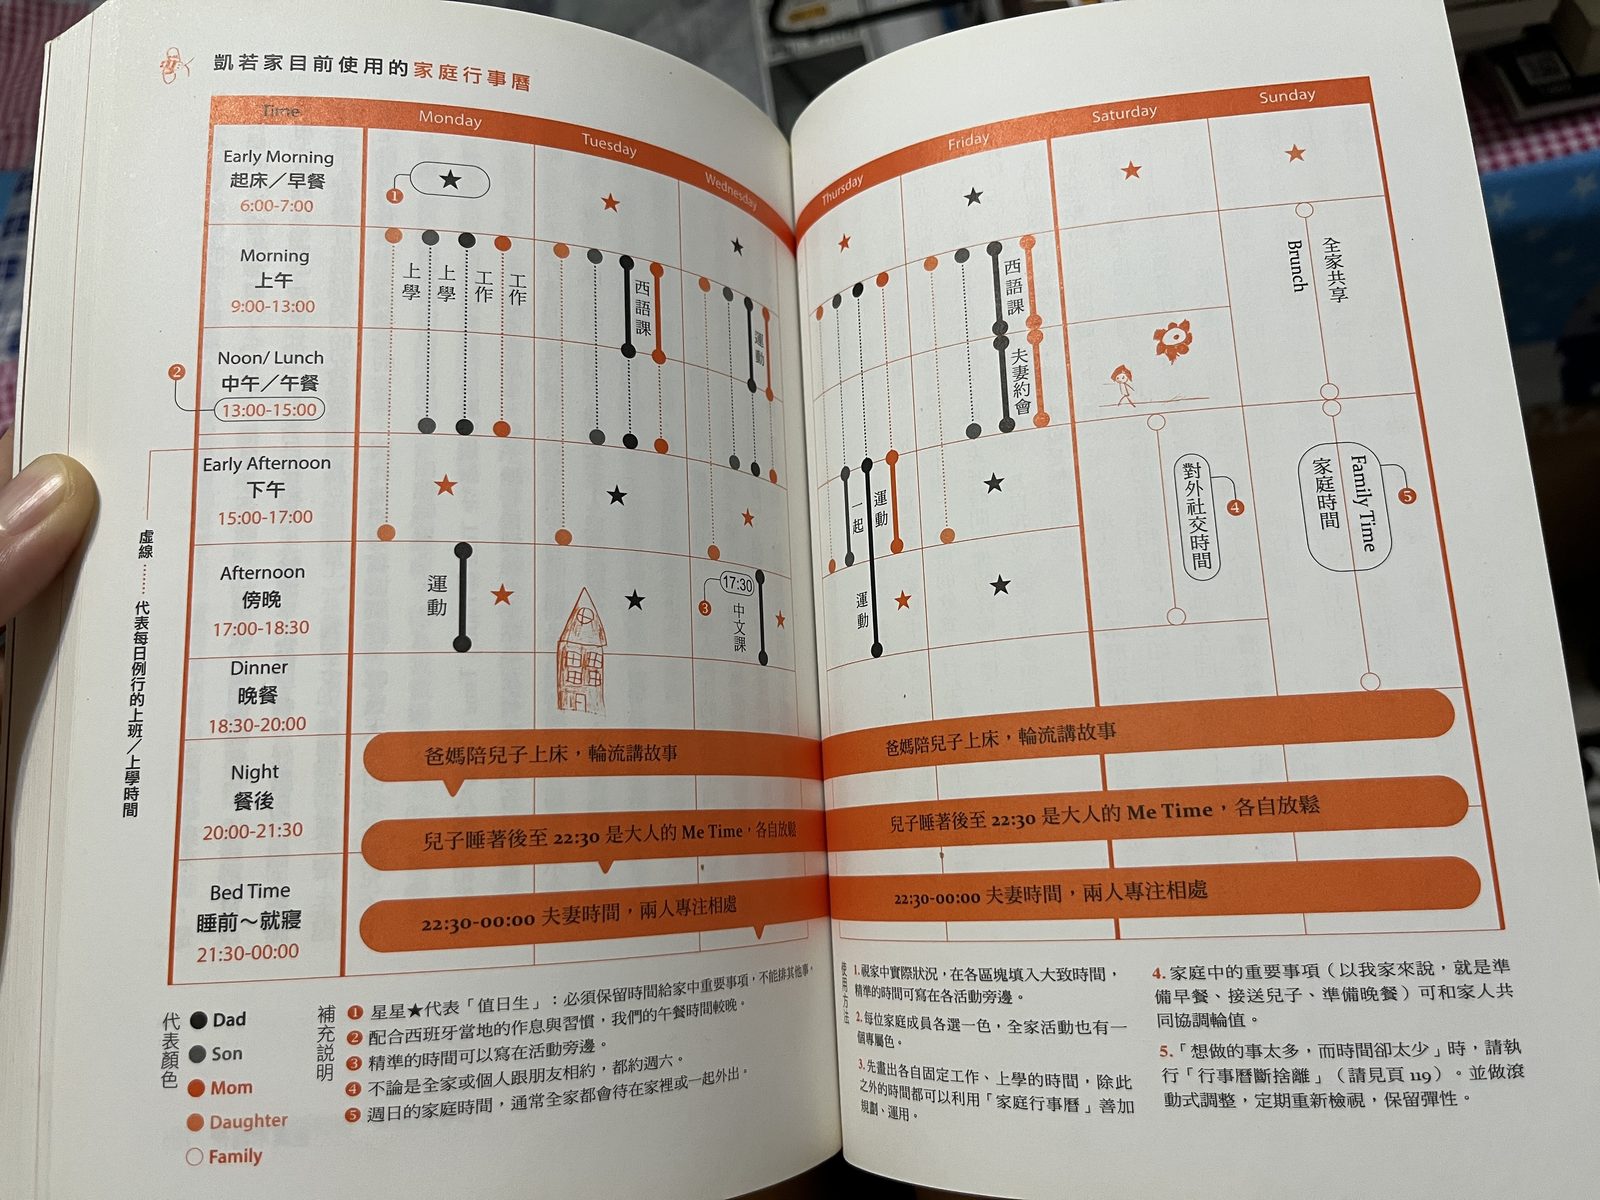 凱若家目前使用的家庭行事曆
Time
Monday
Tuesday
Wednesday
Thursday
Friday
Saturday
Sunday
Early Morning
起床／早餐
6:00-7:00
★
★
★
★
★
★
★
1
Morning
上午
9:00-13:00
上學
上學
工作
工作
西語課
運動
西語課
全家共享
Brunch
Noon/ Lunch
中午／午餐
13:00-15:00
2
夫妻約會
Early Afternoon
下午
15:00-17:00
★
★
★
一起
運動
★
對外社交時間
4
Family Time
家庭時間
5
Afternoon
傍晚
17:00-18:30
運動
★
★
17:30
3
中文課
★
運動
★
★
Dinner
晚餐
18:30-20:00
Night
餐後
20:00-21:30
Bed Time
睡前～就寢
21:30-00:00
爸媽陪兒子上床，輪流講故事
爸媽陪兒子上床，輪流講故事
兒子睡著後至 22:30 是大人的 Me Time，各自放鬆
兒子睡著後至 22:30 是大人的 Me Time，各自放鬆
22:30-00:00 夫妻時間，兩人專注相處
22:30-00:00 夫妻時間，兩人專注相處
虛線……代表每日例行的上班／上學時間
代表顏色
Dad
Son
Mom
Daughter
Family
補充說明
1 星星★代表「值日生」：必須保留時間給家中重要事項，不能排其他事。
2 配合西班牙當地的作息與習慣，我們的午餐時間較晚。
3 精準的時間可以寫在活動旁邊。
4 不論是全家或個人跟朋友相約，都約週六。
5 週日的家庭時間，通常全家都會待在家裡或一起外出。
使用方法
1. 視家中實際狀況，在各區塊填入大致時間，
精準的時間可寫在各活動旁邊。
2. 每位家庭成員各選一色，全家活動也有一
個專屬色。
3. 先畫出各自固定工作、上學的時間，除此
之外的時間都可以利用「家庭行事曆」善加
規劃、運用。
4. 家庭中的重要事項（以我家來說，就是準
備早餐、接送兒子、準備晚餐）可和家人共
同協調輪值。
5.「想做的事太多，而時間卻太少」時，請執
行「行事曆斷捨離」（請見頁 119）。並做滾
動式調整，定期重新檢視，保留彈性。